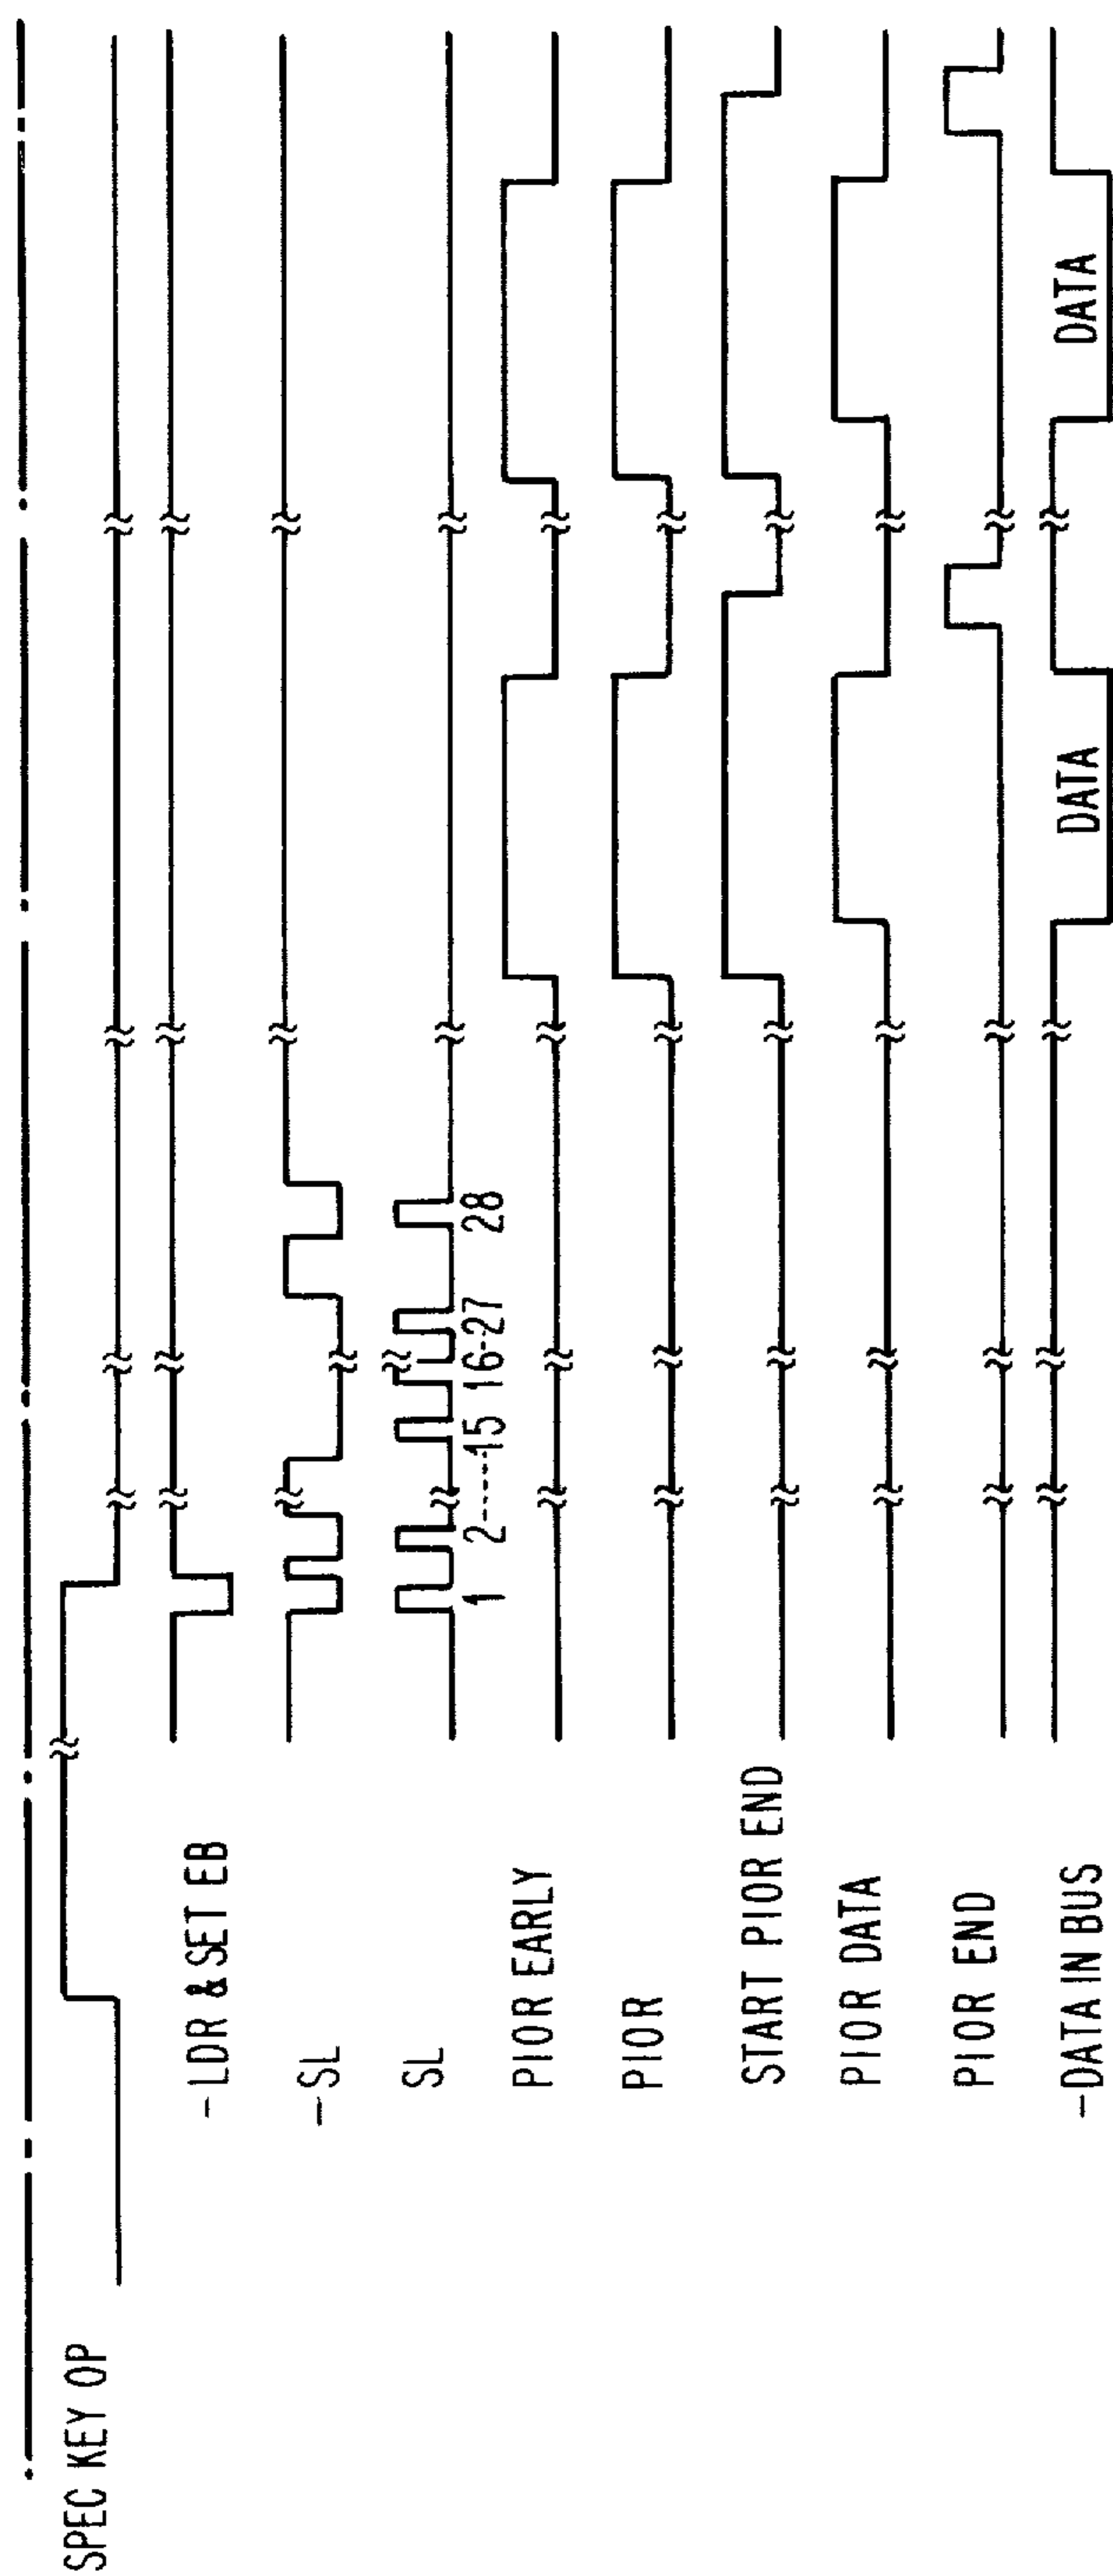 SPEC KEY OP
-LDR & SET EB
-SL
SL
1 2-----15 16--27 28
PIOR EARLY
PIOR
START PIOR END
PIOR DATA
PIOR END
-DATA IN BUS
DATA DATA